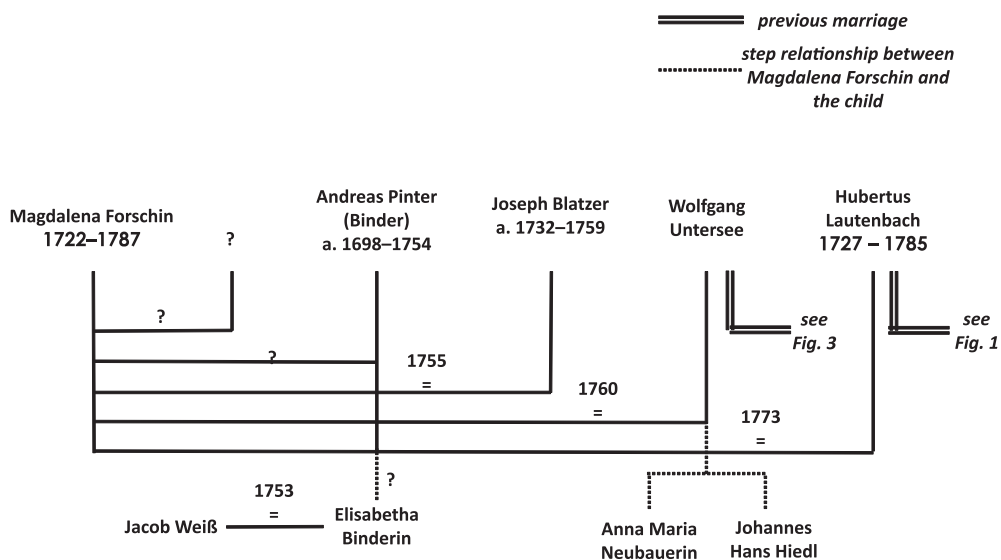 previous marriage
step relationship between
Magdalena Forschin and
the child
Magdalena Forschin
1722–1787
?
Andreas Pinter
(Binder)
a. 1698–1754
Joseph Blatzer
a. 1732–1759
Wolfgang
Untersee
Hubertus
Lautenbach
1727 – 1785
?
see
Fig. 3
see
Fig. 1
?
1755
=
1760
=
1773
=
?
1753
=
Jacob Weiß
Elisabetha
Binderin
Anna Maria
Neubauerin
Johannes
Hans Hiedl